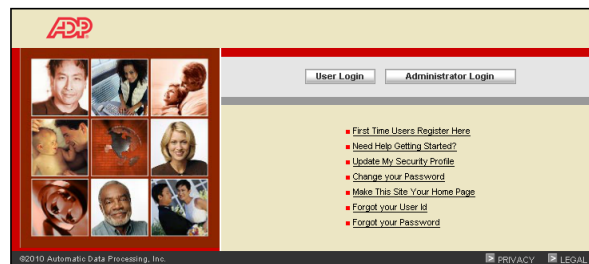 ADP
User Login
Administrator Login
First Time Users Register Here
Need Help Getting Started?
Update My Security Profile
Change your Password
Make This Site Your Home Page
Forgot your User Id
Forgot your Password
©2010 Automatic Data Processing, Inc.
PRIVACY
LEGAL